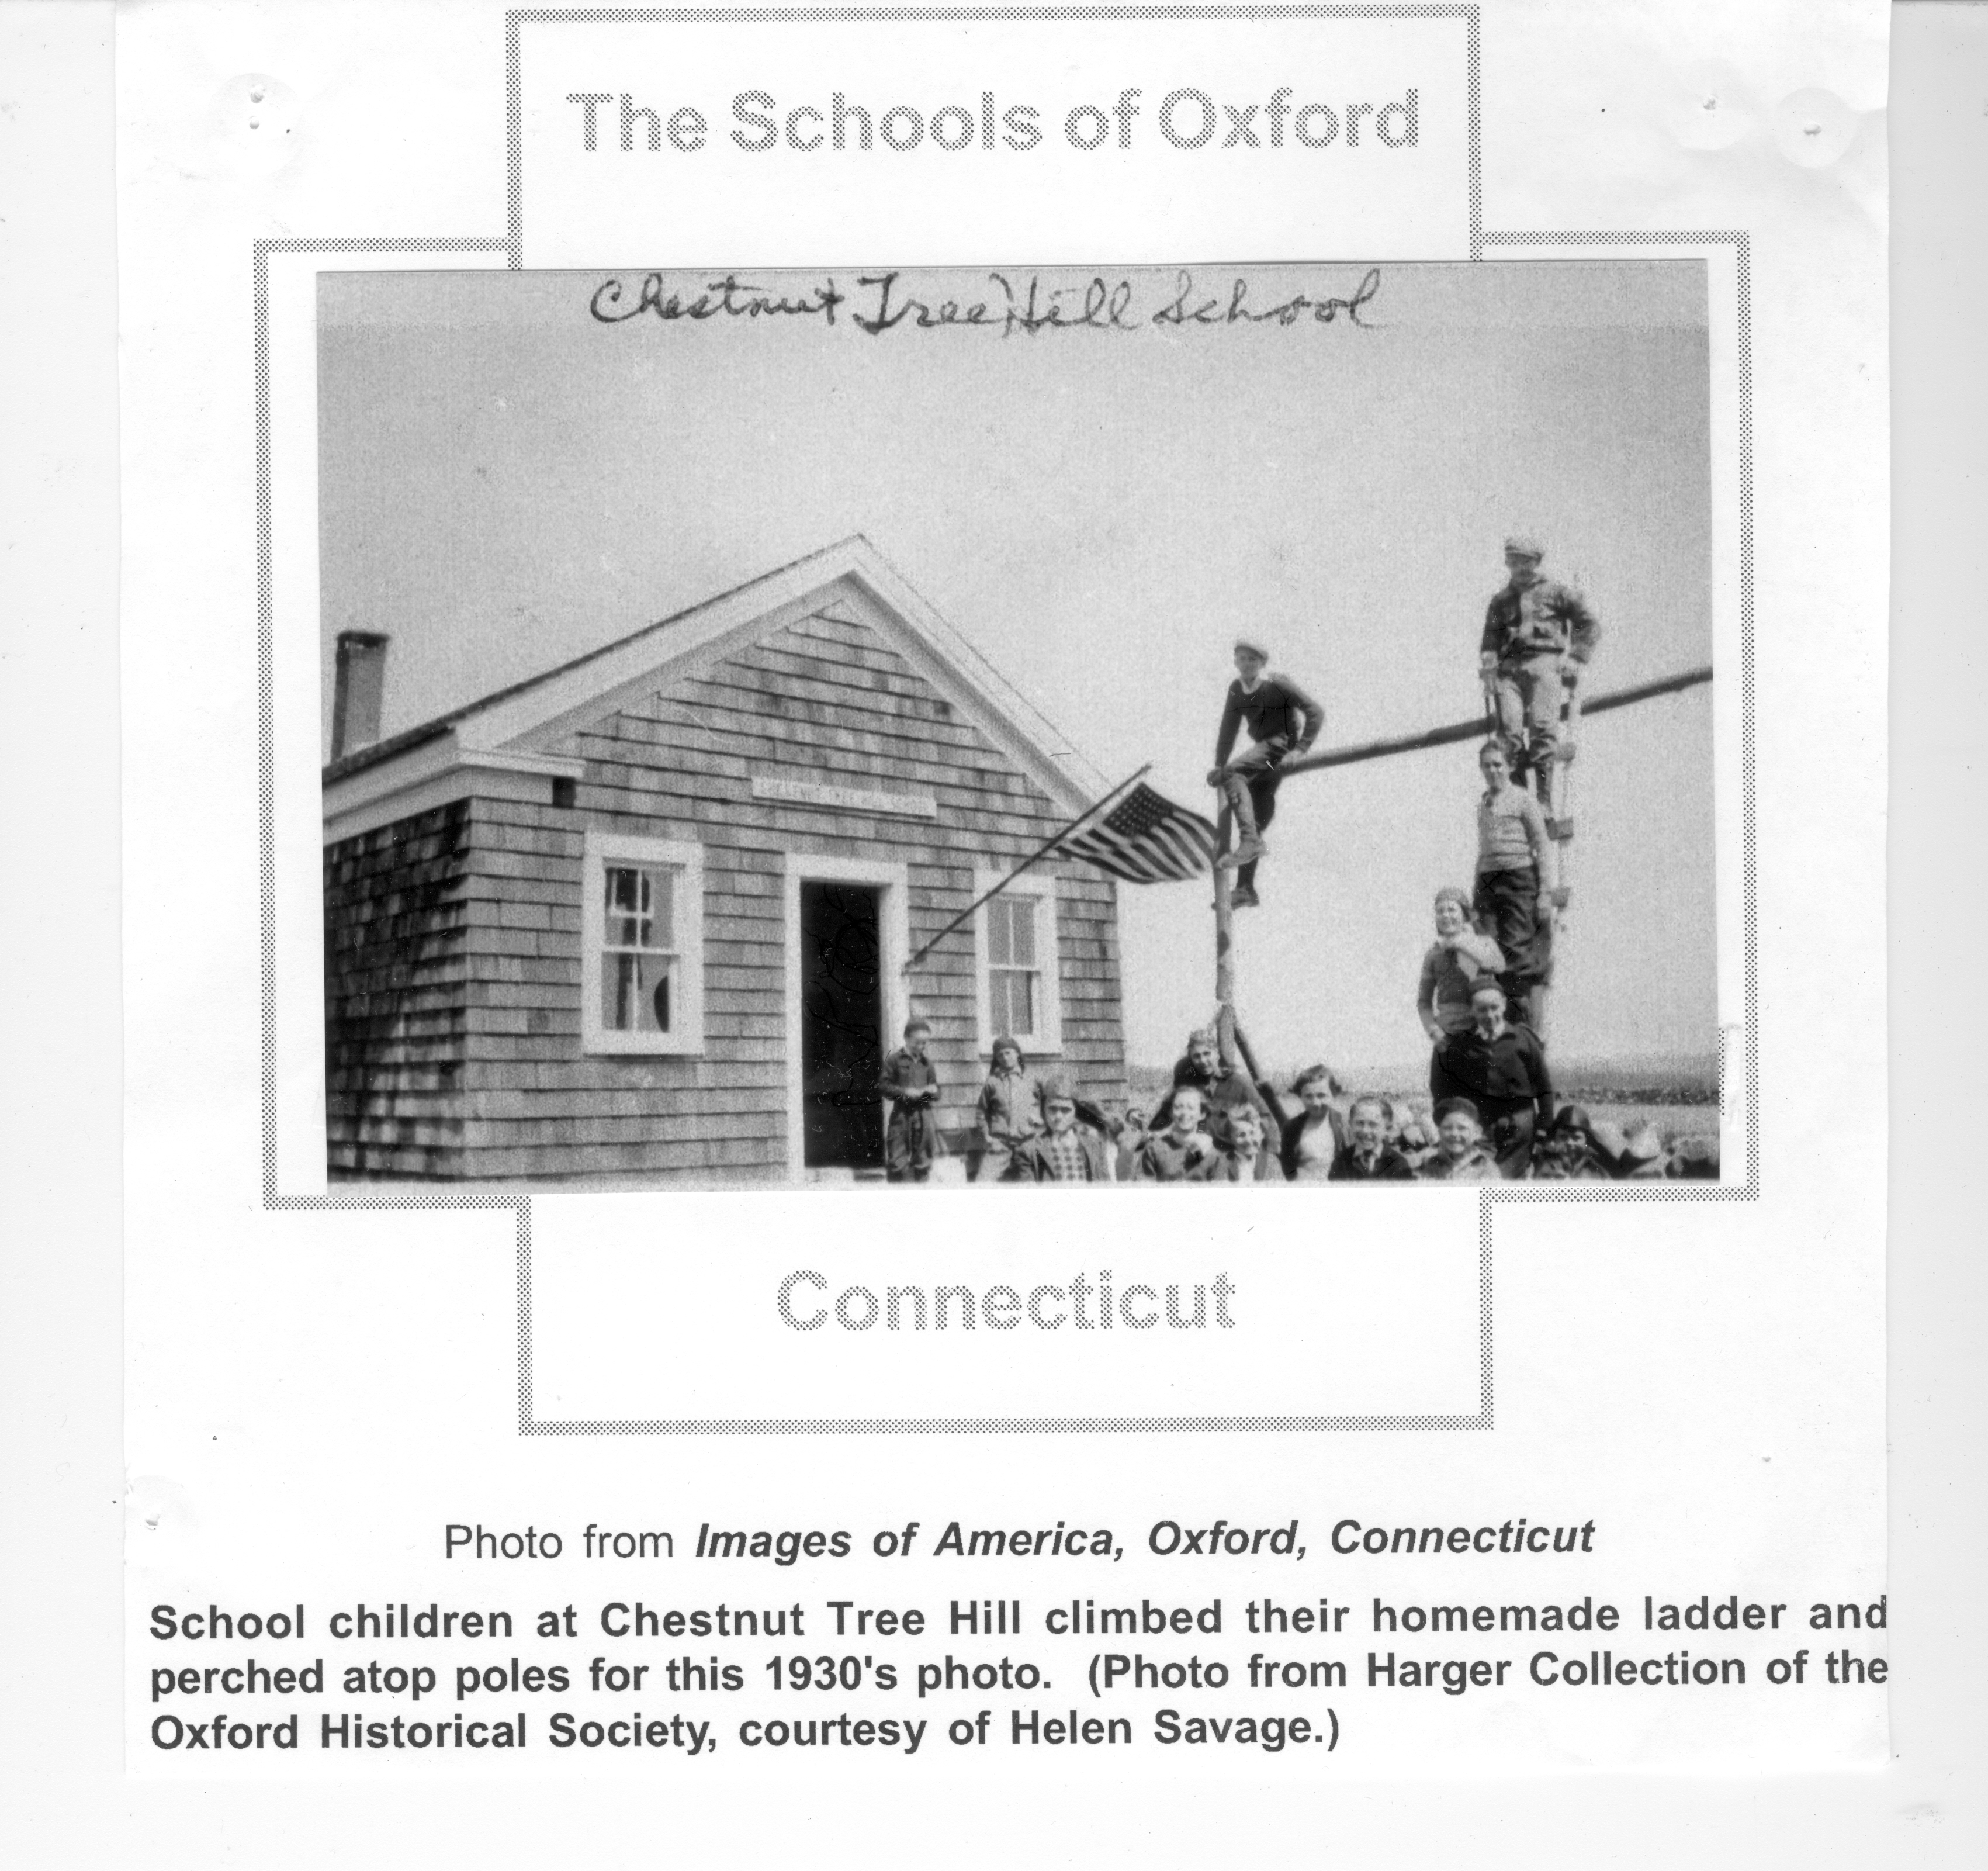 The Schools of Oxford
Chestnut Tree Hill School
Connecticut
Photo from Images of America, Oxford, Connecticut
School children at Chestnut Tree Hill climbed their homemade ladder and
perched atop poles for this 1930's photo. (Photo from Harger Collection of the
Oxford Historical Society, courtesy of Helen Savage.)